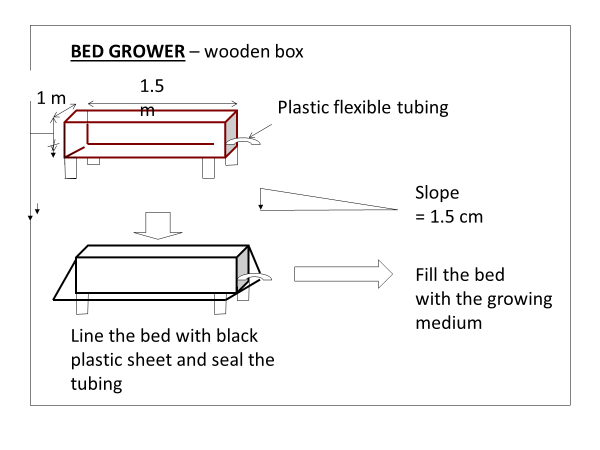 BED GROWER – wooden box
1.5
m
1 m
Plastic flexible tubing
Slope
= 1.5 cm
Fill the bed
with the growing
medium
Line the bed with black
plastic sheet and seal the
tubing